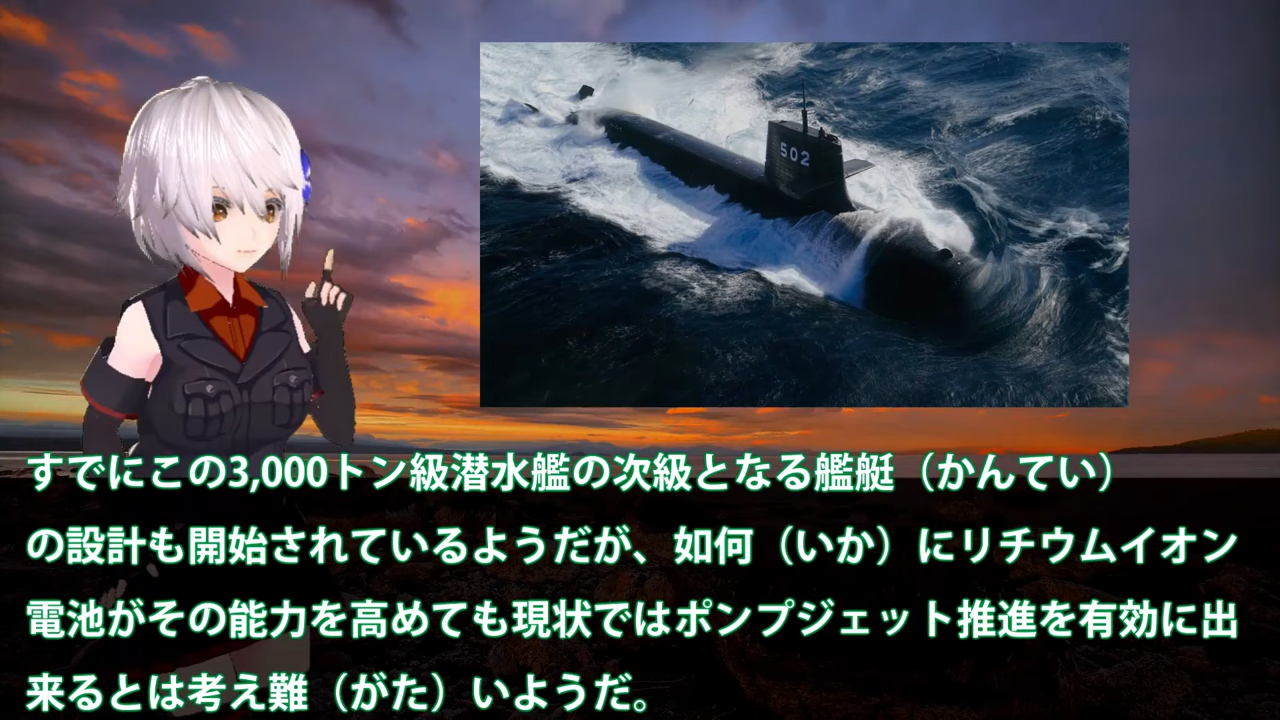 502
すでにこの3,000トン級潜水艦の次級となる艦艇（かんてい）
の設計も開始されているようだが、如何（いか）にリチウムイオン
電池がその能力を高めても現状ではポンプジェット推進を有効に出
来るとは考え難（がた）いようだ。